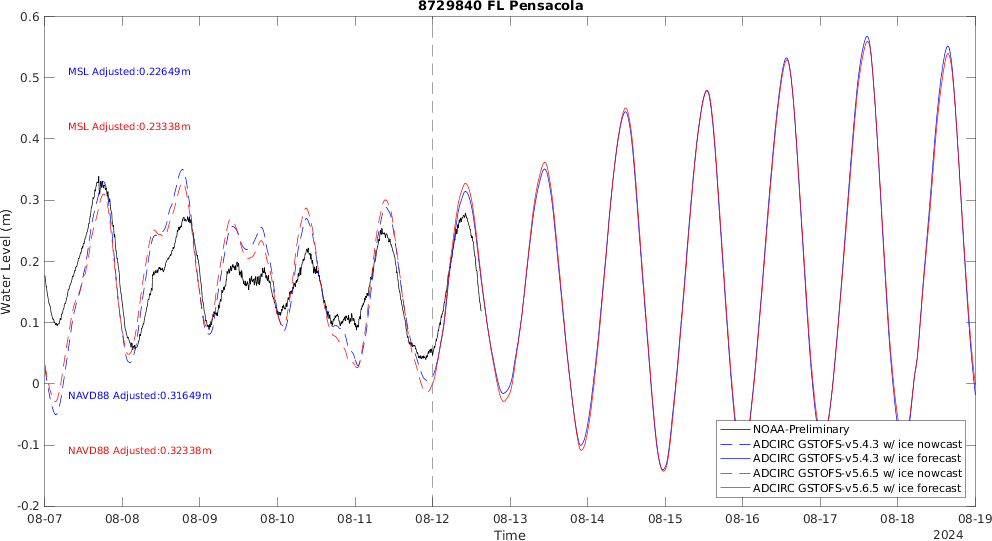 8729840 FL Pensacola
0.6
0.5
0.4
0.3
0.2
0.1
0
-0.1
-0.2
Water Level (m)
MSL Adjusted:0.22649m
MSL Adjusted:0.23338m
NAVD88 Adjusted:0.31649m
NAVD88 Adjusted:0.32338m
NOAA-Preliminary
ADCIRC GSTOFS-v5.4.3 w/ ice nowcast
ADCIRC GSTOFS-v5.4.3 w/ ice forecast
ADCIRC GSTOFS-v5.6.5 w/ ice nowcast
ADCIRC GSTOFS-v5.6.5 w/ ice forecast
08-07 08-08 08-09 08-10 08-11 08-12 08-13 08-14 08-15 08-16 08-17 08-18 08-19
Time
2024